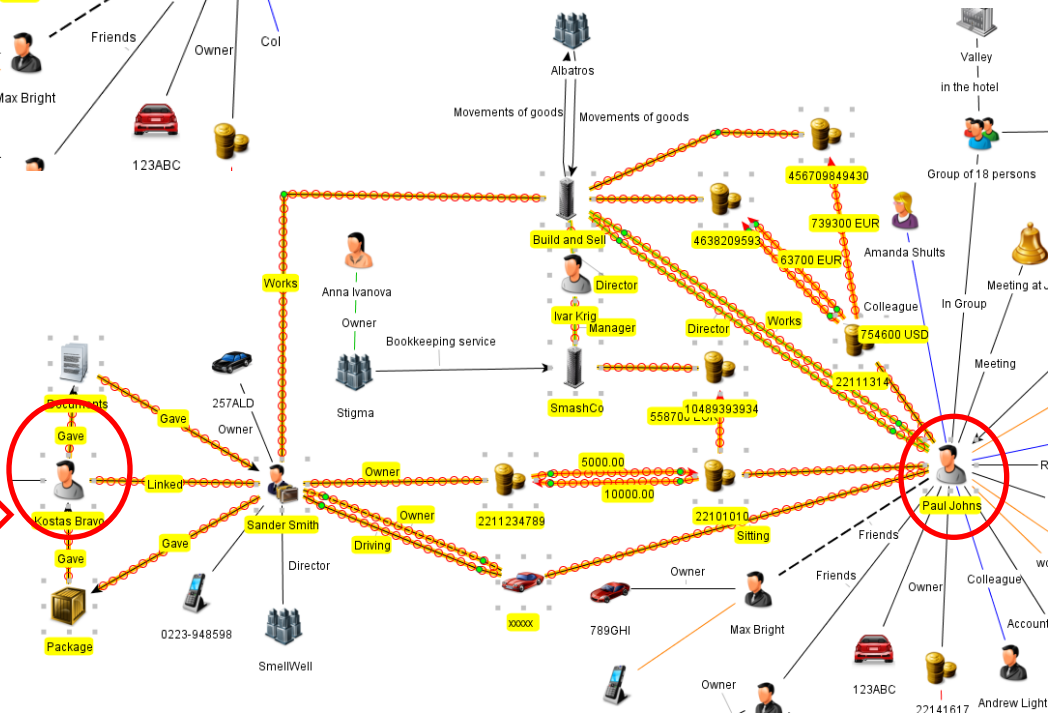 Friends
Owner
Col
Max Bright
123ABC
Albatros
Movements of goods
Movements of goods
Valley
in the hotel
Group of 18 persons
456709849430
739300 EUR
Amanda Shults
Build and Sell
4638209593
63700 EUR
Meeting at
Works
Anna Ivanova
Director
In Group
Colleague
Owner
Ivar Krig
Manager
Director
Works
754600 USD
Bookkeeping service
Meeting
Stigma
SmashCo
22111314
10489393934
Documents
257ALD
Gave
Owner
Gave
5000.00
Linked
Owner
10000.00
Kostas Bravo
Sander Smith
2211234789
22101010
Paul Johns
Owner
Driving
Sitting
Gave
Gave
Friends
Director
Owner
Friends
Owner
Colleague
Account
Package
0223-948598
xxxxx
789GHI
Max Bright
SmellWell
Owner
123ABC
22141617
Andrew Light